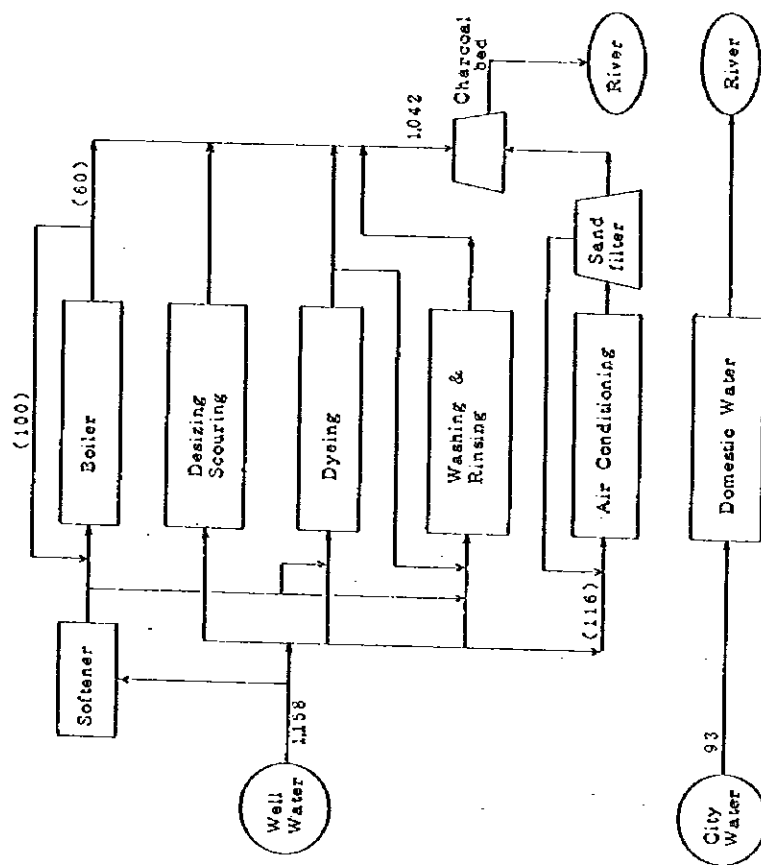 (100)
(60)
Softener
Boiler
Desizing
Scouring
Dyeing
Washing &
Rinsing
Air Conditioning
Domestic Water
Well
Water
1,158
(116)
1,042
Charcoal
bed
Sand
filter
River
City
Water
93
River